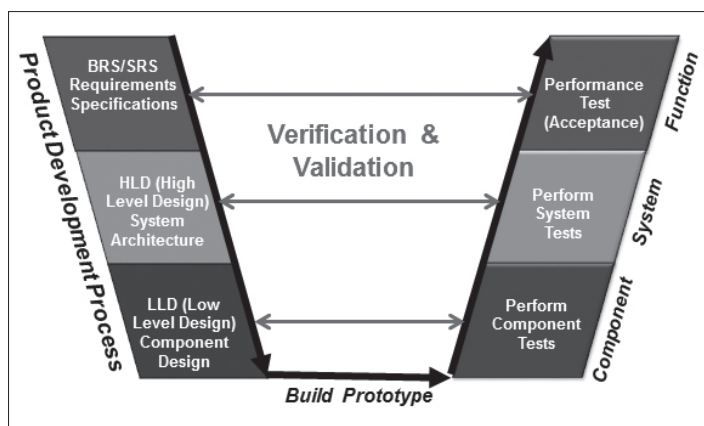 Product Development Process
BRS/SRS
Requirements
Specifications
HLD (High
Level Design)
System
Architecture
LLD (Low
Level Design)
Component
Design
Verification &
Validation
Build Prototype
Performance
Test
(Acceptance)
Perform
System
Tests
Perform
Component
Tests
Function
System
Component